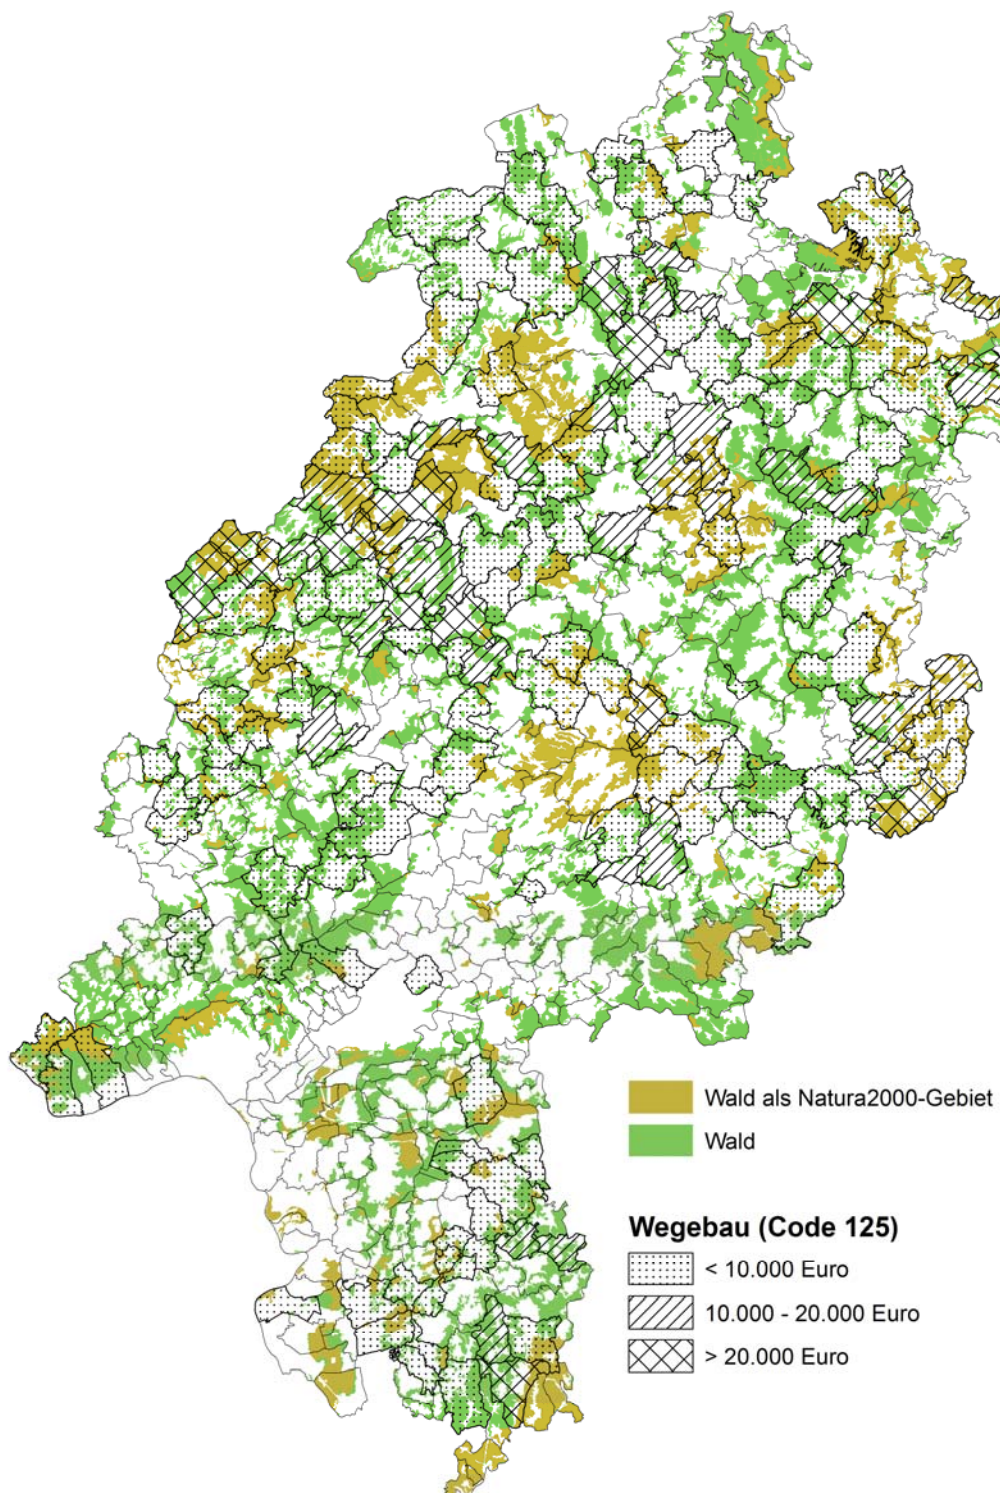 Wald als Natura2000-Gebiet
Wald
Wegebau (Code 125)
< 10.000 Euro
10.000 - 20.000 Euro
> 20.000 Euro